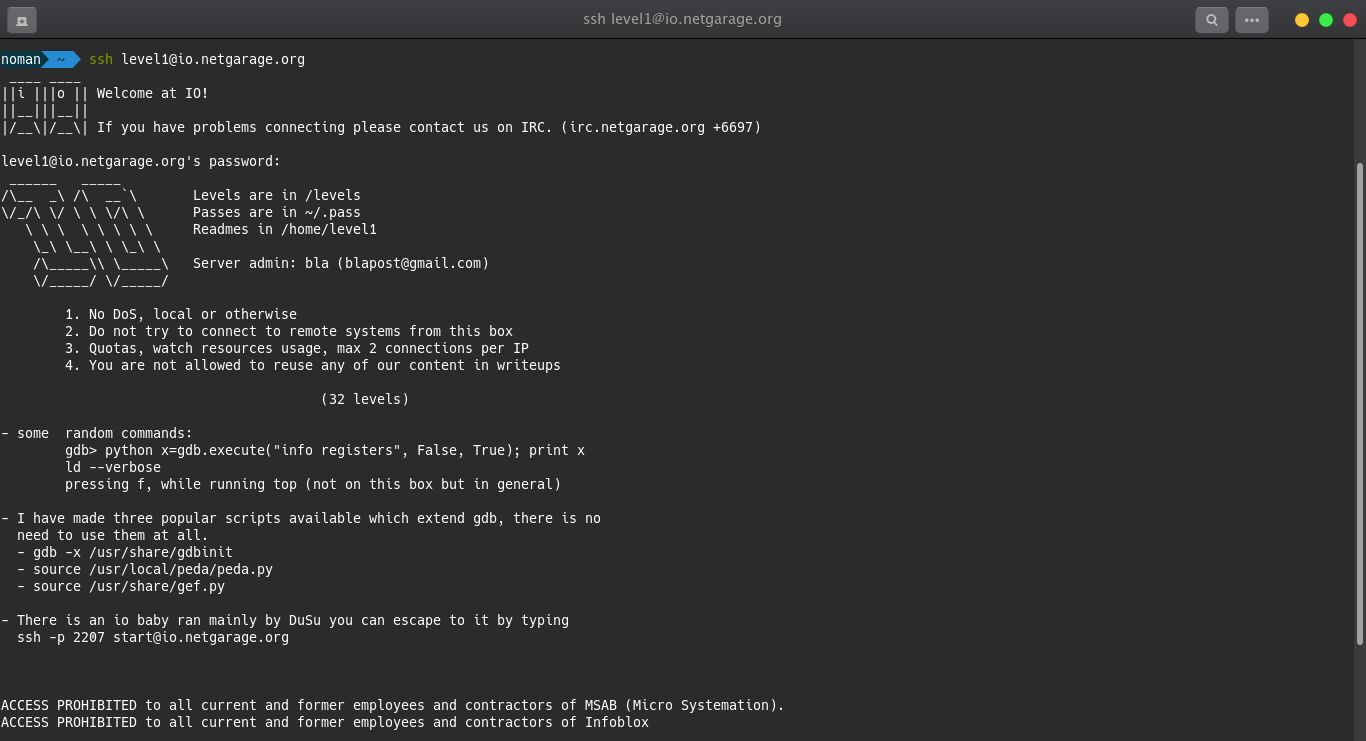 ssh level1@io.netgarage.org
noman ~ ssh level1@io.netgarage.org
 ____ ____
||i |||o || Welcome at IO!
||__|||__||
|/__\|/__\| If you have problems connecting please contact us on IRC. (irc.netgarage.org +6697)
level1@io.netgarage.org's password:
 ______   _____
/\__  _\ /\  __`\       Levels are in /levels
\/_/\ \/ \ \ \/\ \      Passes are in ~/.pass
   \ \ \  \ \ \ \ \     Readmes in /home/level1
    \_\ \__\ \ \_\ \
    /\_____\\ \_____\   Server admin: bla (blapost@gmail.com)
    \/_____/ \/_____/
        1. No DoS, local or otherwise
        2. Do not try to connect to remote systems from this box
        3. Quotas, watch resources usage, max 2 connections per IP
        4. You are not allowed to reuse any of our content in writeups
                                        (32 levels)
- some  random commands:
        gdb> python x=gdb.execute("info registers", False, True); print x
        ld --verbose
        pressing f, while running top (not on this box but in general)
- I have made three popular scripts available which extend gdb, there is no
  need to use them at all.
  - gdb -x /usr/share/gdbinit
  - source /usr/local/peda/peda.py
  - source /usr/share/gef.py
- There is an io baby ran mainly by DuSu you can escape to it by typing
  ssh -p 2207 start@io.netgarage.org
ACCESS PROHIBITED to all current and former employees and contractors of MSAB (Micro Systemation).
ACCESS PROHIBITED to all current and former employees and contractors of Infoblox